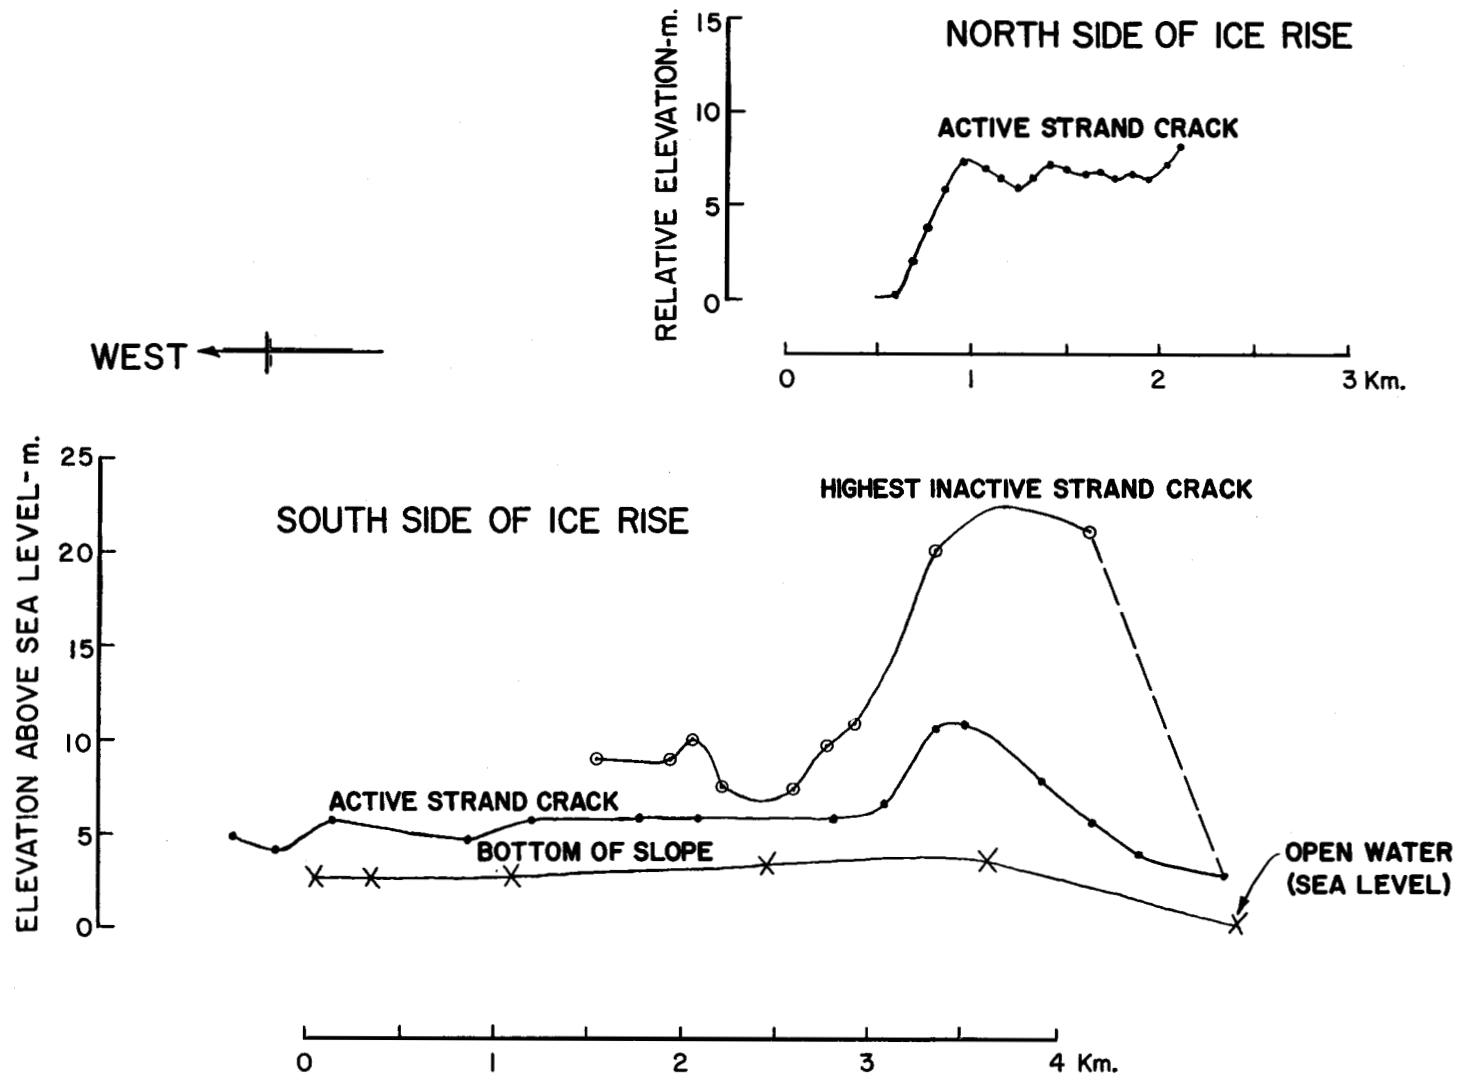 NORTH SIDE OF ICE RISE
RELATIVE ELEVATION-m.
15
10
5
0
ACTIVE STRAND CRACK
0 1 2 3 Km.
WEST
ELEVATION ABOVE SEA LEVEL-m.
25
20
15
10
5
0
SOUTH SIDE OF ICE RISE
HIGHEST INACTIVE STRAND CRACK
ACTIVE STRAND CRACK
BOTTOM OF SLOPE
OPEN WATER
(SEA LEVEL)
0 1 2 3 4 Km.